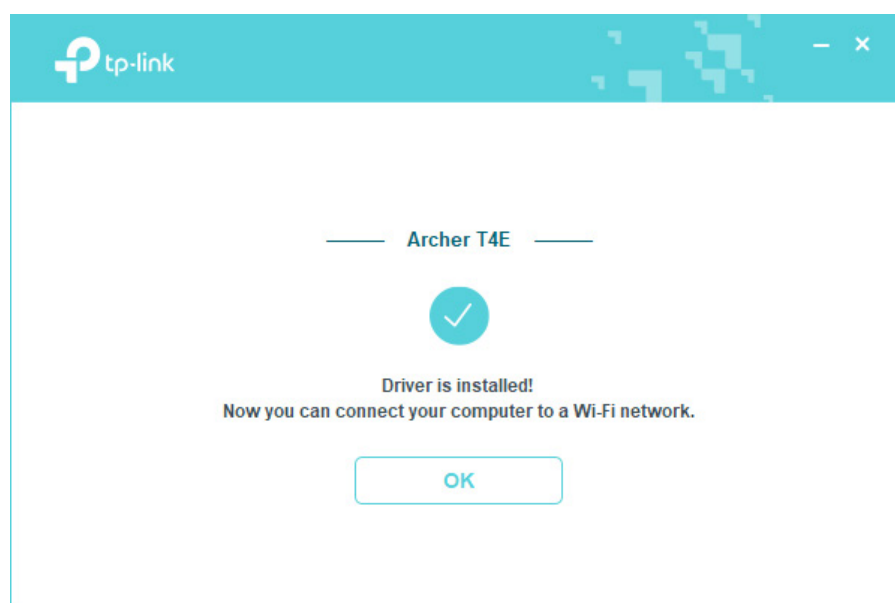 tp-link
Archer T4E
Driver is installed!
Now you can connect your computer to a Wi-Fi network.
OK